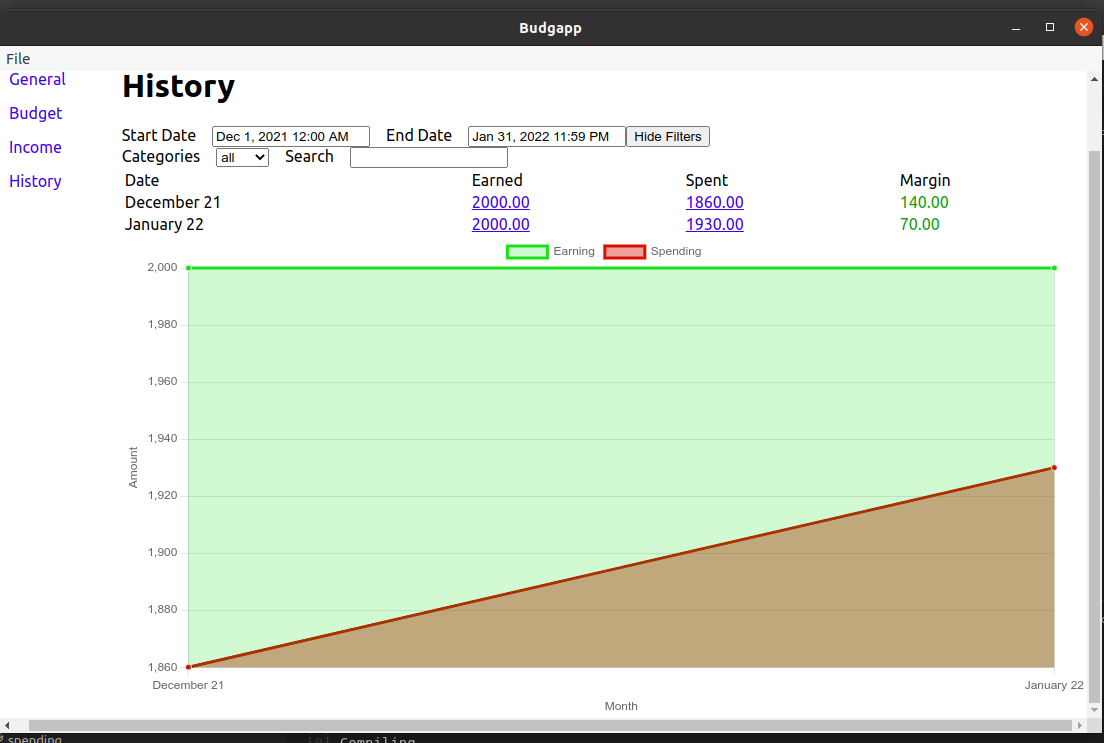 Budgapp
File
General
Budget
Income
History
History
Start Date Dec 1, 2021 12:00 AM End Date Jan 31, 2022 11:59 PM Hide Filters
Categories all Search
Date Earned Spent Margin
December 21 2000.00 1860.00 140.00
January 22 2000.00 1930.00 70.00
Earning Spending
2,000
1,980
1,960
1,940
1,920
1,900
1,880
1,860
Amount
December 21 January 22
Month
spending
Compiling